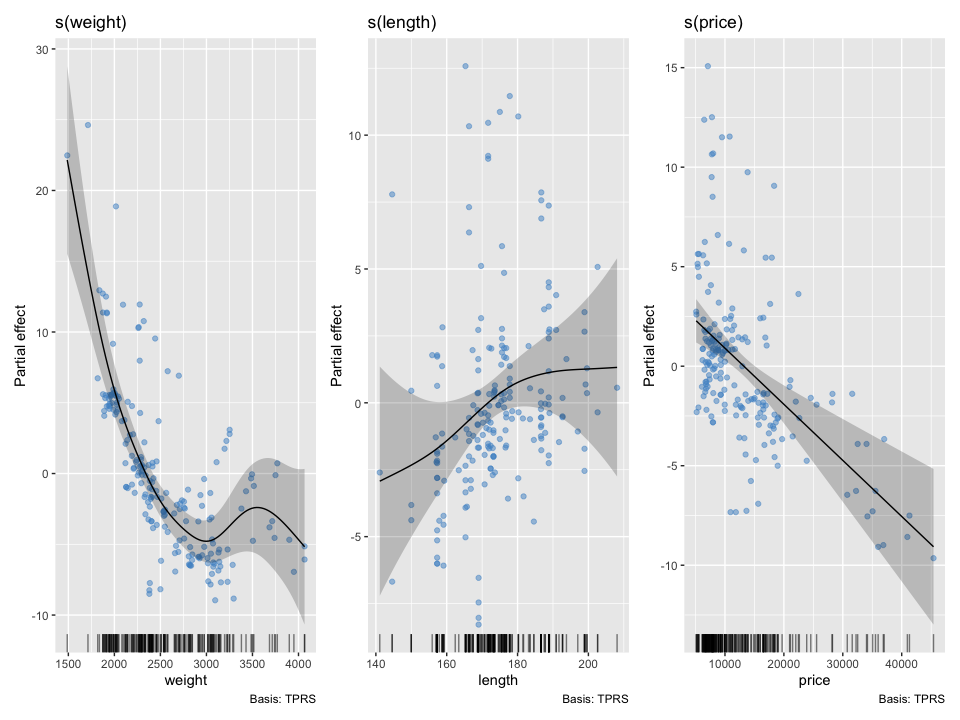 s(weight)
Partial effect
30
20
10
0
-10
1500 2000 2500 3000 3500 4000
weight
Basis: TPRS
s(length)
Partial effect
10
5
0
-5
140 160 180 200
length
Basis: TPRS
s(price)
Partial effect
15
10
5
0
-5
-10
10000 20000 30000 40000
price
Basis: TPRS